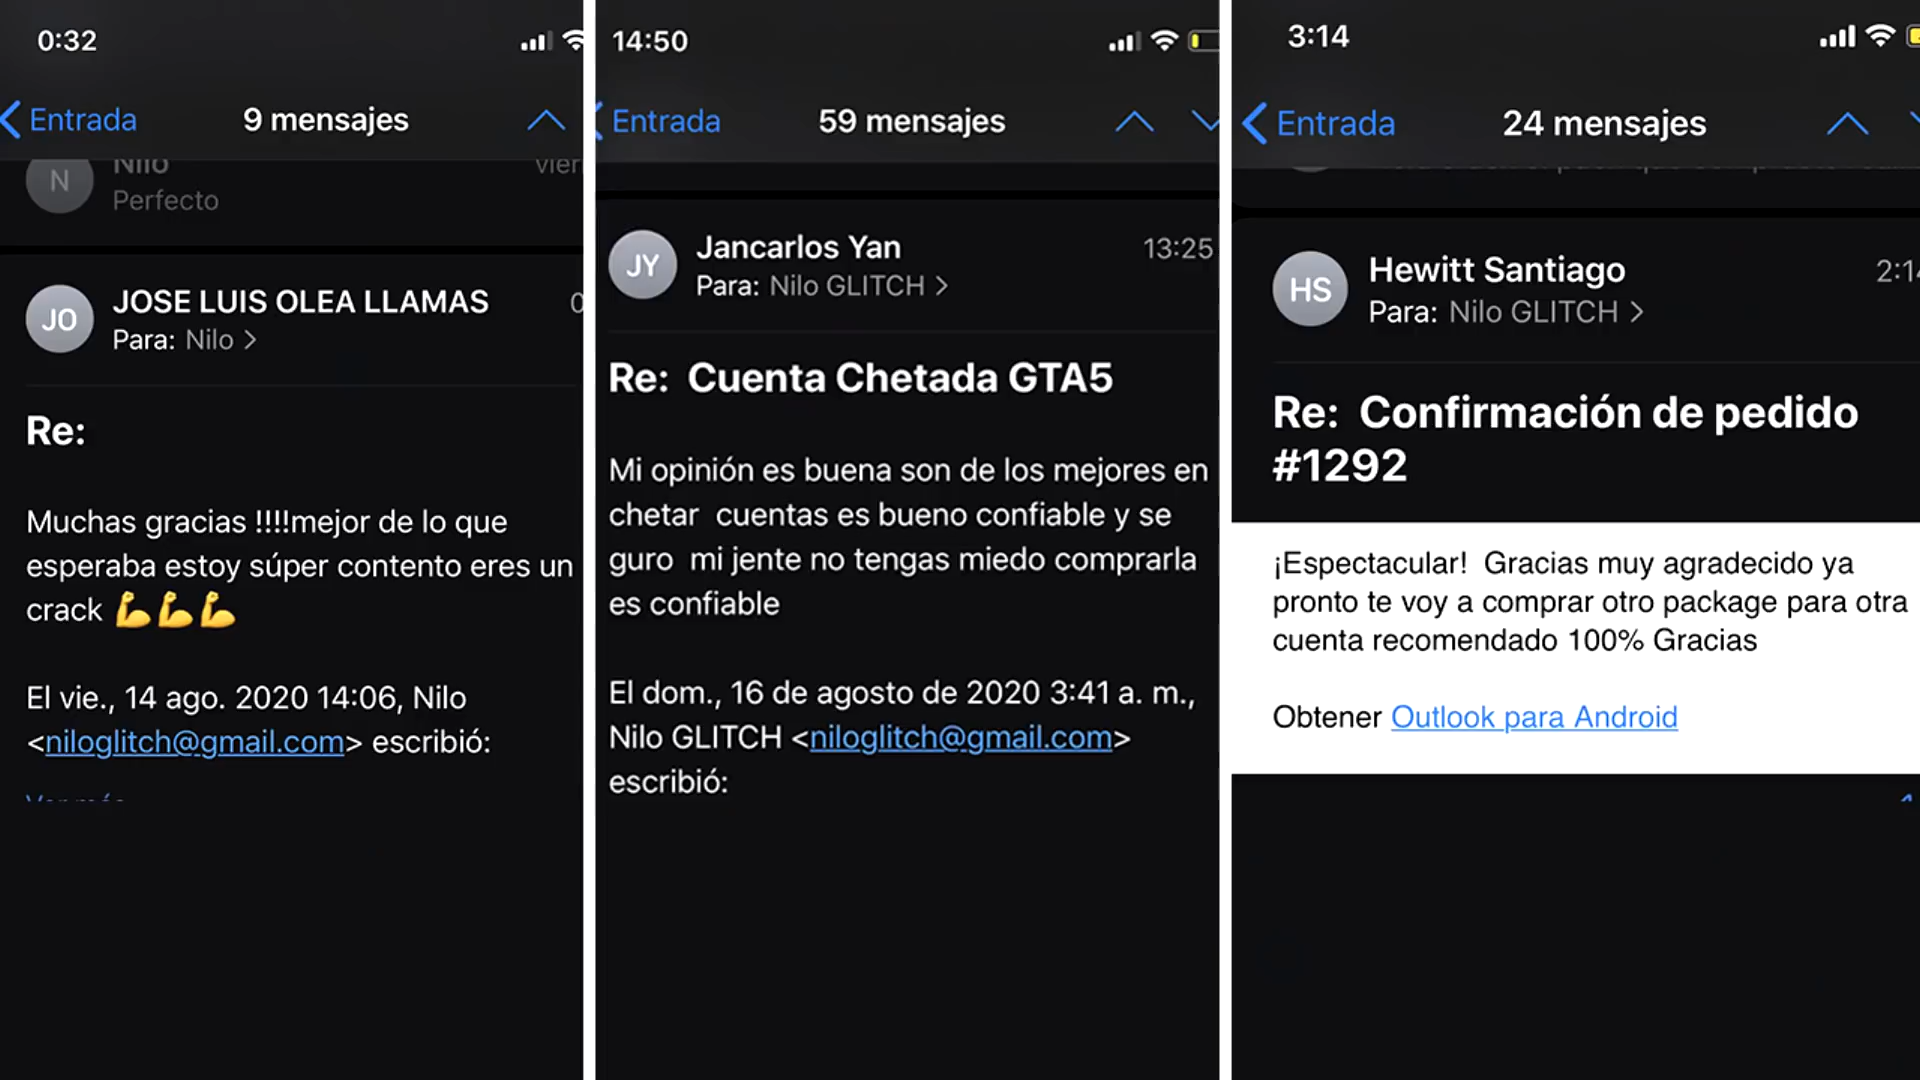 0:32
Entrada
9 mensajes
Nilo
Perfecto
N
JO
JOSE LUIS OLEA LLAMAS
Para: Nilo
Re:
Muchas gracias !!!!mejor de lo que
esperaba estoy súper contento eres un
crack 💪💪💪
El vie., 14 ago. 2020 14:06, Nilo
<niloglitch@gmail.com> escribió:
14:50
Entrada
59 mensajes
JY
Jancarlos Yan
13:25
Para: Nilo GLITCH
Re: Cuenta Chetada GTA5
Mi opinión es buena son de los mejores en
chetar cuentas es bueno confiable y se
guro mi jente no tengas miedo comprarla
es confiable
El dom., 16 de agosto de 2020 3:41 a. m.,
Nilo GLITCH <niloglitch@gmail.com>
escribió:
3:14
Entrada
24 mensajes
HS
Hewitt Santiago
Para: Nilo GLITCH
Re: Confirmación de pedido
#1292
¡Espectacular! Gracias muy agradecido ya
pronto te voy a comprar otro package para otra
cuenta recomendado 100% Gracias
Obtener Outlook para Android